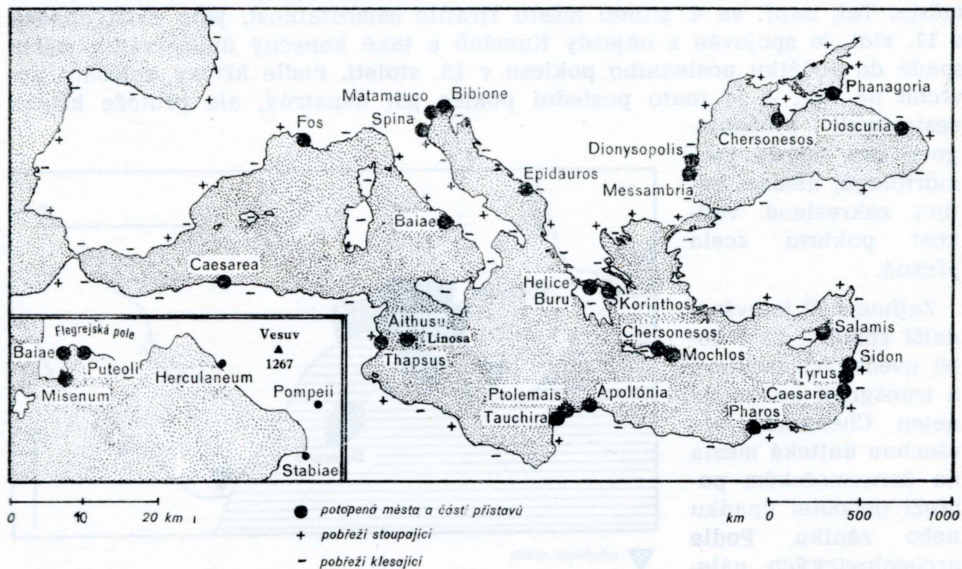 Matamauco
Bibione
Spina
Fos
Phanagoria
Chersonesos
Dioscuria
Dionysopolis
Messambria
Epidauros
Baiae
Caesarea
Helice
Buru
Korinthos
Chersonesos
Mochlos
Salamis
Sidon
Tyrus
Caesarea
Pharos
Aithusu
Linosa
Thapsus
Ptolemais
Apollónia
Tauchira
Flegrejská pole
Vesuv
1267
Baiae
Puteoli
Misenum
Herculaneum
Pompeii
Stabiae
0 10 20 km
potopená města a části přístavů
+ pobřeží stoupající
- pobřeží klesající
km 0 500 1000